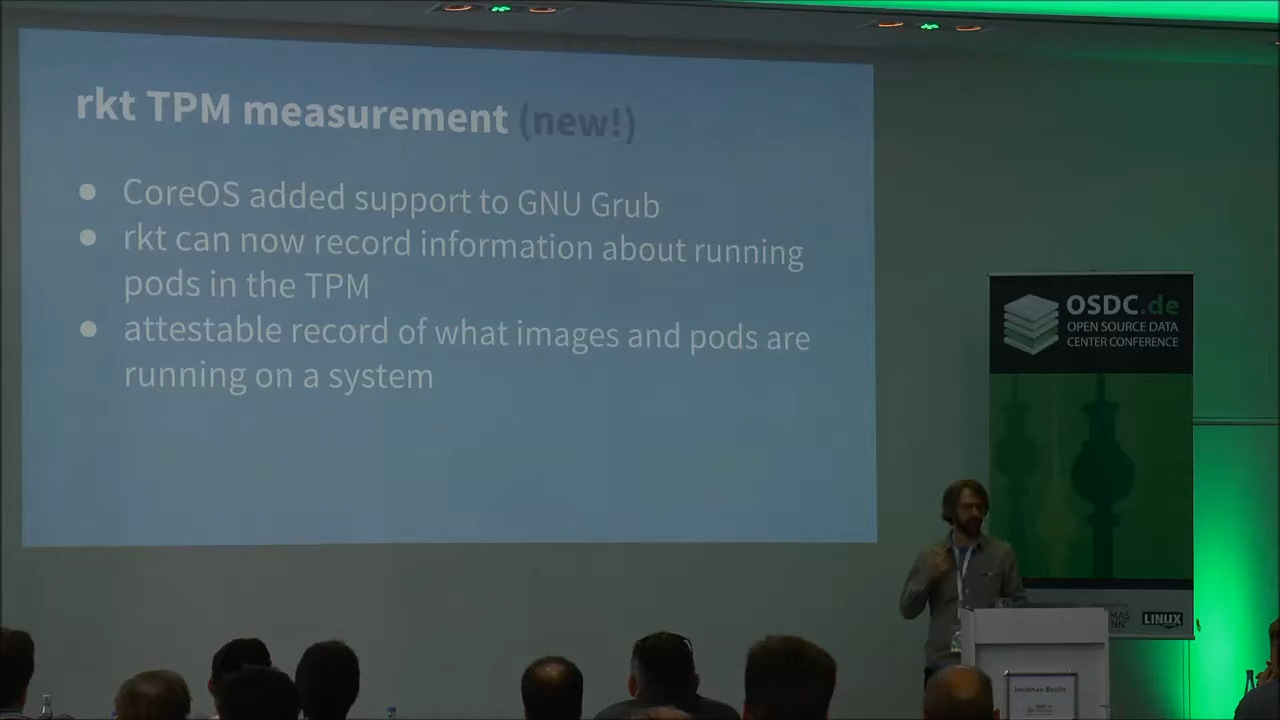 rkt TPM measurement (new!)
● CoreOS added support to GNU Grub
● rkt can now record information about running
pods in the TPM
● attestable record of what images and pods are
running on a system
OSDC.de
OPEN SOURCE DATA
CENTER CONFERENCE
LINUX
Jonathan Boulle